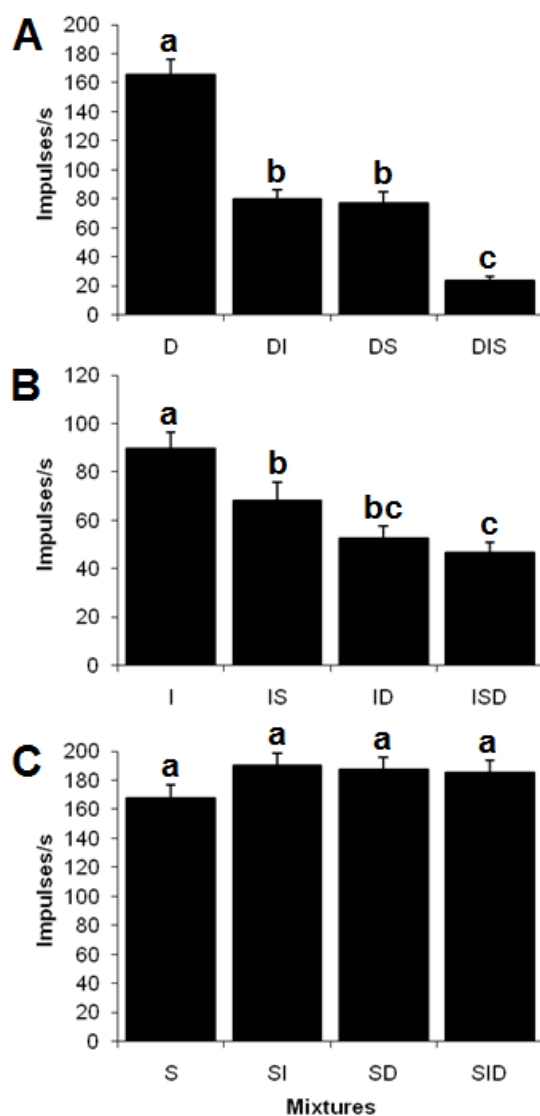 A
Impulses/s
200
180
160
140
120
100
80
60
40
20
0
a
b
b
c
D DI DS DIS
B
Impulses/s
120
100
80
60
40
20
0
a
b
bc
c
I IS ID ISD
C
Impulses/s
200
180
160
140
120
100
80
60
40
20
0
a a a a
S SI SD SID
Mixtures